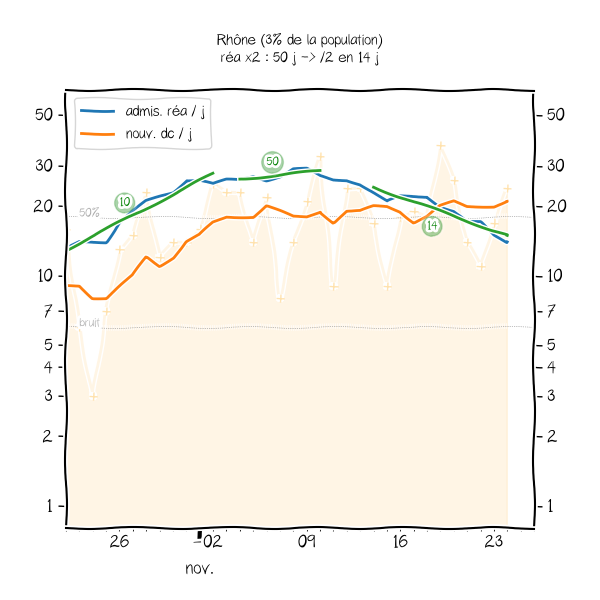 Rhône (3% de la population)
réa x2 : 50 j -> /2 en 14 j
admis. réa / j
nouv. dc / j
50 50
30 30
20 20
10 10
7 7
5 5
4 4
3 3
2 2
1 1
50%
bruit
10
50
14
26 02 09 16 23
nov.